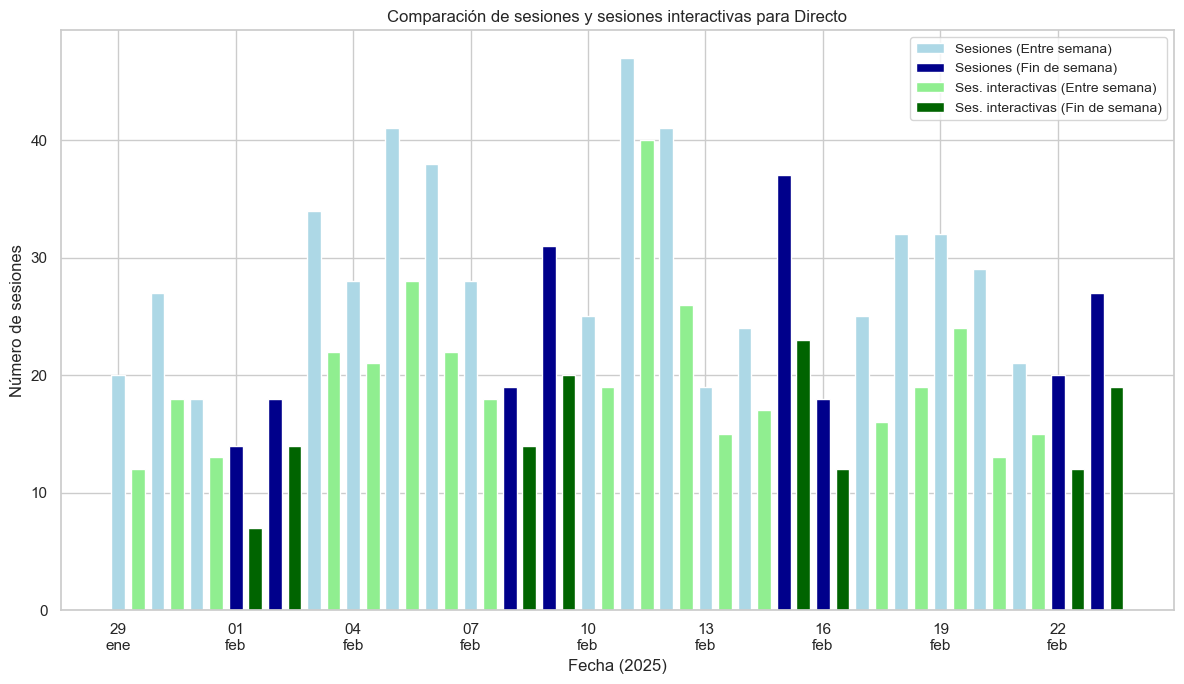 Comparación de sesiones y sesiones interactivas para Directo
Sesiones (Entre semana)
Sesiones (Fin de semana)
Ses. interactivas (Entre semana)
Ses. interactivas (Fin de semana)
Número de sesiones
40
30
20
10
0
29 01 04 07 10 13 16 19 22
ene feb feb feb feb feb feb feb feb
Fecha (2025)